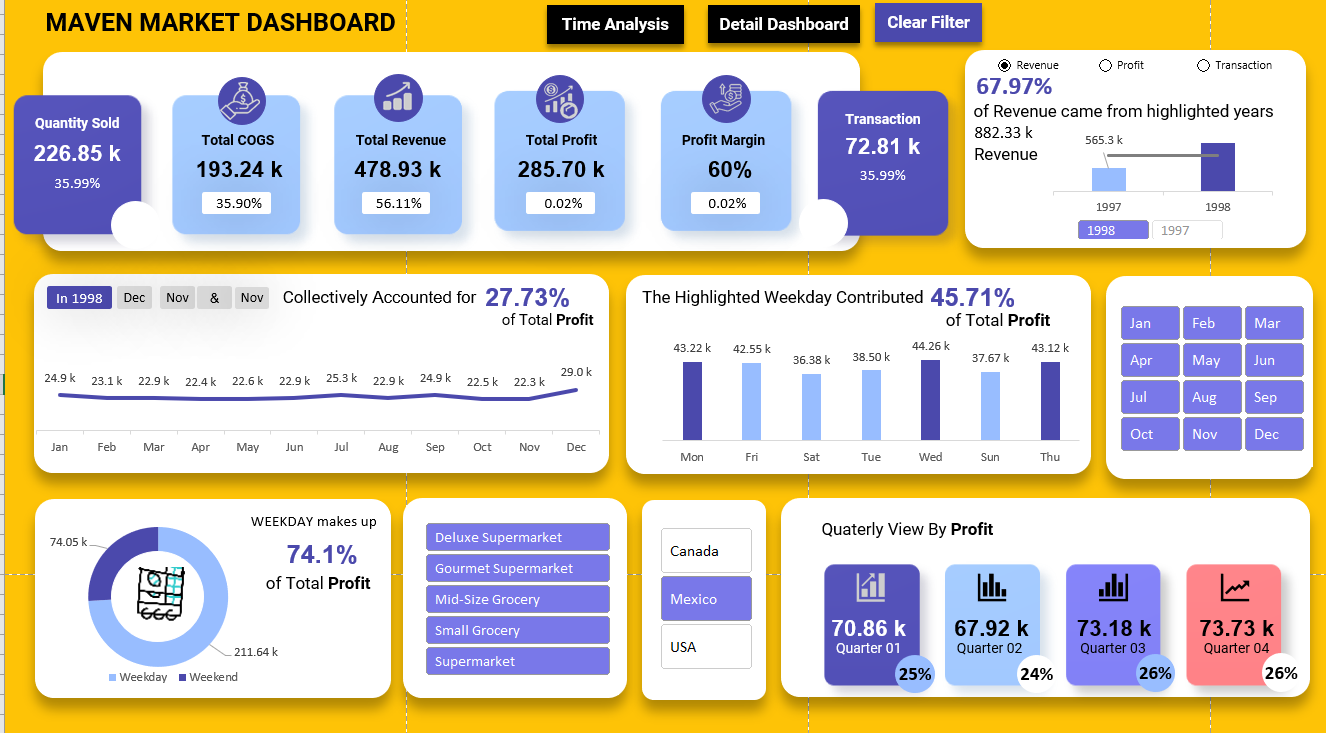 MAVEN MARKET DASHBOARD
Time Analysis
Detail Dashboard
Clear Filter
Quantity Sold
226.85 k
35.99%
Total COGS
193.24 k
35.90%
Total Revenue
478.93 k
56.11%
Total Profit
285.70 k
0.02%
Profit Margin
60%
0.02%
Transaction
72.81 k
35.99%
Revenue Profit Transaction
67.97%
of Revenue came from highlighted years
882.33 k
Revenue
565.3 k
1997 1998
1998 1997
In 1998 Dec Nov & Nov Collectively Accounted for 27.73%
of Total Profit
24.9 k 23.1 k 22.9 k 22.4 k 22.6 k 22.9 k 25.3 k 22.9 k 24.9 k 22.5 k 22.3 k 29.0 k
Jan Feb Mar Apr May Jun Jul Aug Sep Oct Nov Dec
The Highlighted Weekday Contributed 45.71%
of Total Profit
43.22 k 42.55 k 36.38 k 38.50 k 44.26 k 37.67 k 43.12 k
Mon Fri Sat Tue Wed Sun Thu
Jan Feb Mar
Apr May Jun
Jul Aug Sep
Oct Nov Dec
WEEKDAY makes up
74.1%
of Total Profit
74.05 k
211.64 k
Weekday Weekend
Deluxe Supermarket
Gourmet Supermarket
Mid-Size Grocery
Small Grocery
Supermarket
Canada
Mexico
USA
Quaterly View By Profit
70.86 k
Quarter 01
25%
67.92 k
Quarter 02
24%
73.18 k
Quarter 03
26%
73.73 k
Quarter 04
26%